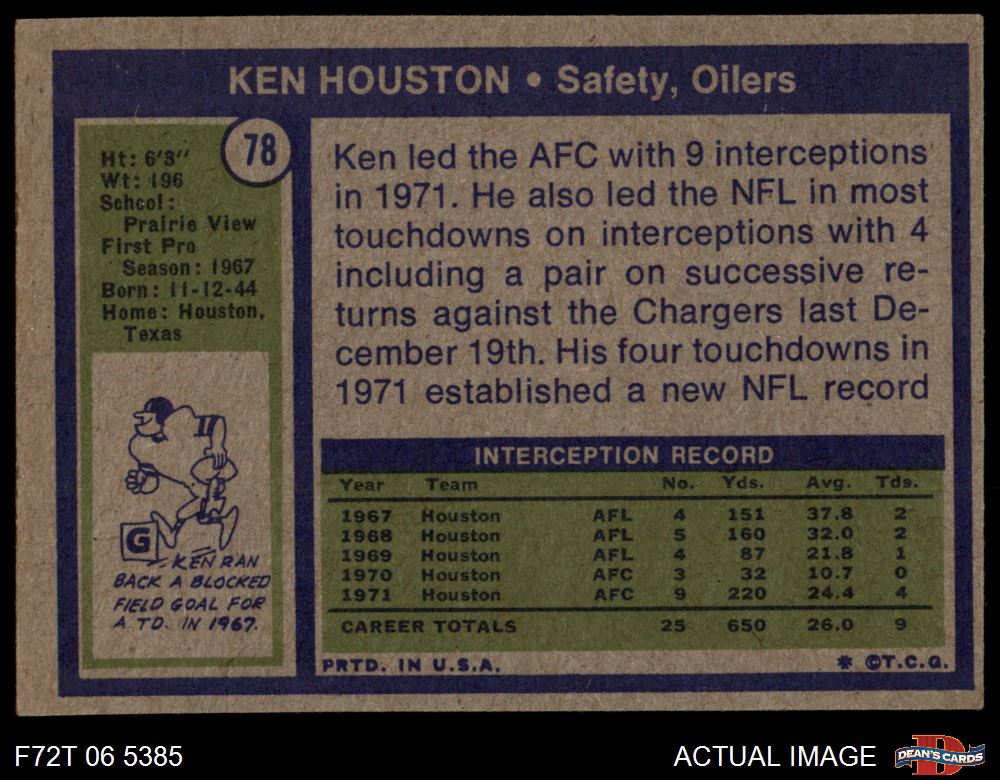 KEN HOUSTON • Safety, Oilers
78
Ht: 6'3"
Wt: 196
School:
Prairie View
First Pro
Season: 1967
Born: 11-12-44
Home: Houston,
Texas
G
KEN RAN
BACK A BLOCKED
FIELD GOAL FOR
A TD. IN 1967.
Ken led the AFC with 9 interceptions
in 1971. He also led the NFL in most
touchdowns on interceptions with 4
including a pair on successive re-
turns against the Chargers last De-
cember 19th. His four touchdowns in
1971 established a new NFL record
INTERCEPTION RECORD
Year Team No. Yds. Avg. Tds.
1967 Houston AFL 4 151 37.8 2
1968 Houston AFL 5 160 32.0 2
1969 Houston AFL 4 87 21.8 1
1970 Houston AFC 3 32 10.7 0
1971 Houston AFC 9 220 24.4 4
CAREER TOTALS 25 650 26.0 9
PRTD. IN U.S.A. * ©T.C.G.
F72T 06 5385 ACTUAL IMAGE D DEAN'S CARDS